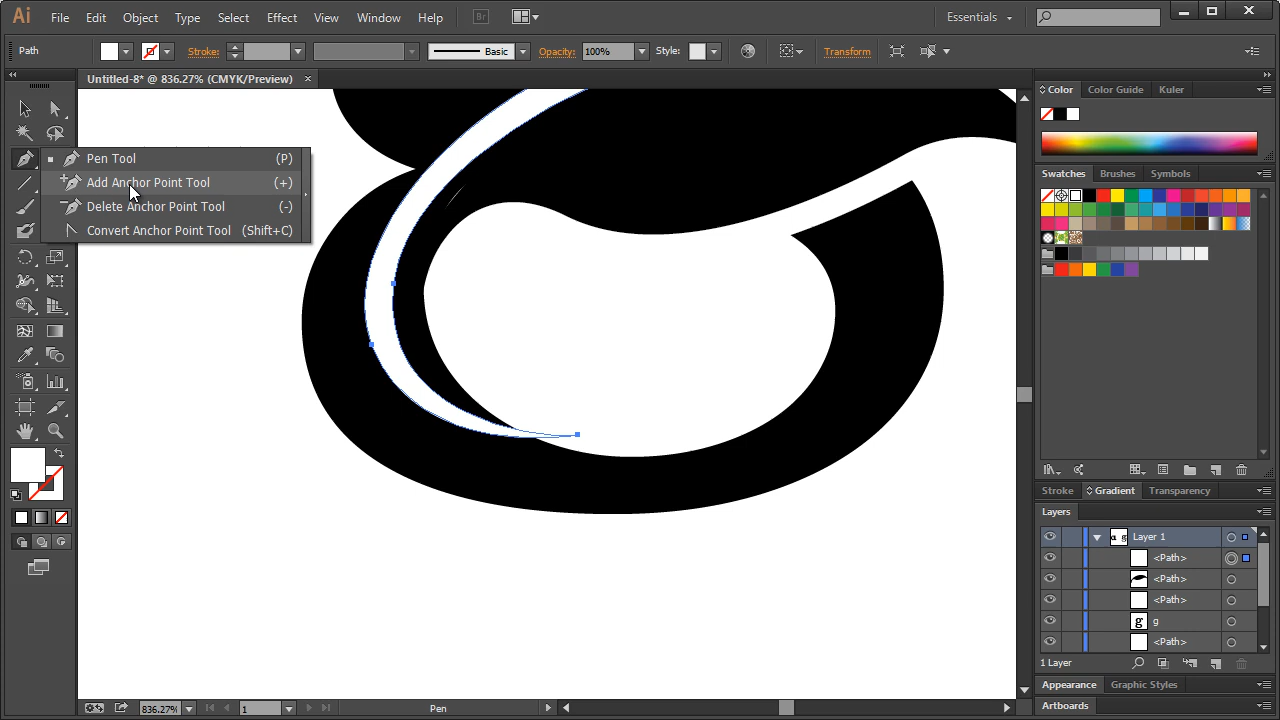 Ai File Edit Object Type Select Effect View Window Help Br Essentials
Path Stroke: Basic Opacity: 100% Style: Transform
Untitled-8* @ 836.27% (CMYK/Preview) ×
Pen Tool (P)
Add Anchor Point Tool (+)
Delete Anchor Point Tool (-)
Convert Anchor Point Tool (Shift+C)
Color Color Guide Kuler
Swatches Brushes Symbols
Stroke Gradient Transparency
Layers
Layer 1
<Path>
<Path>
<Path>
g
<Path>
1 Layer
Appearance Graphic Styles
Artboards
836.27% 1 Pen